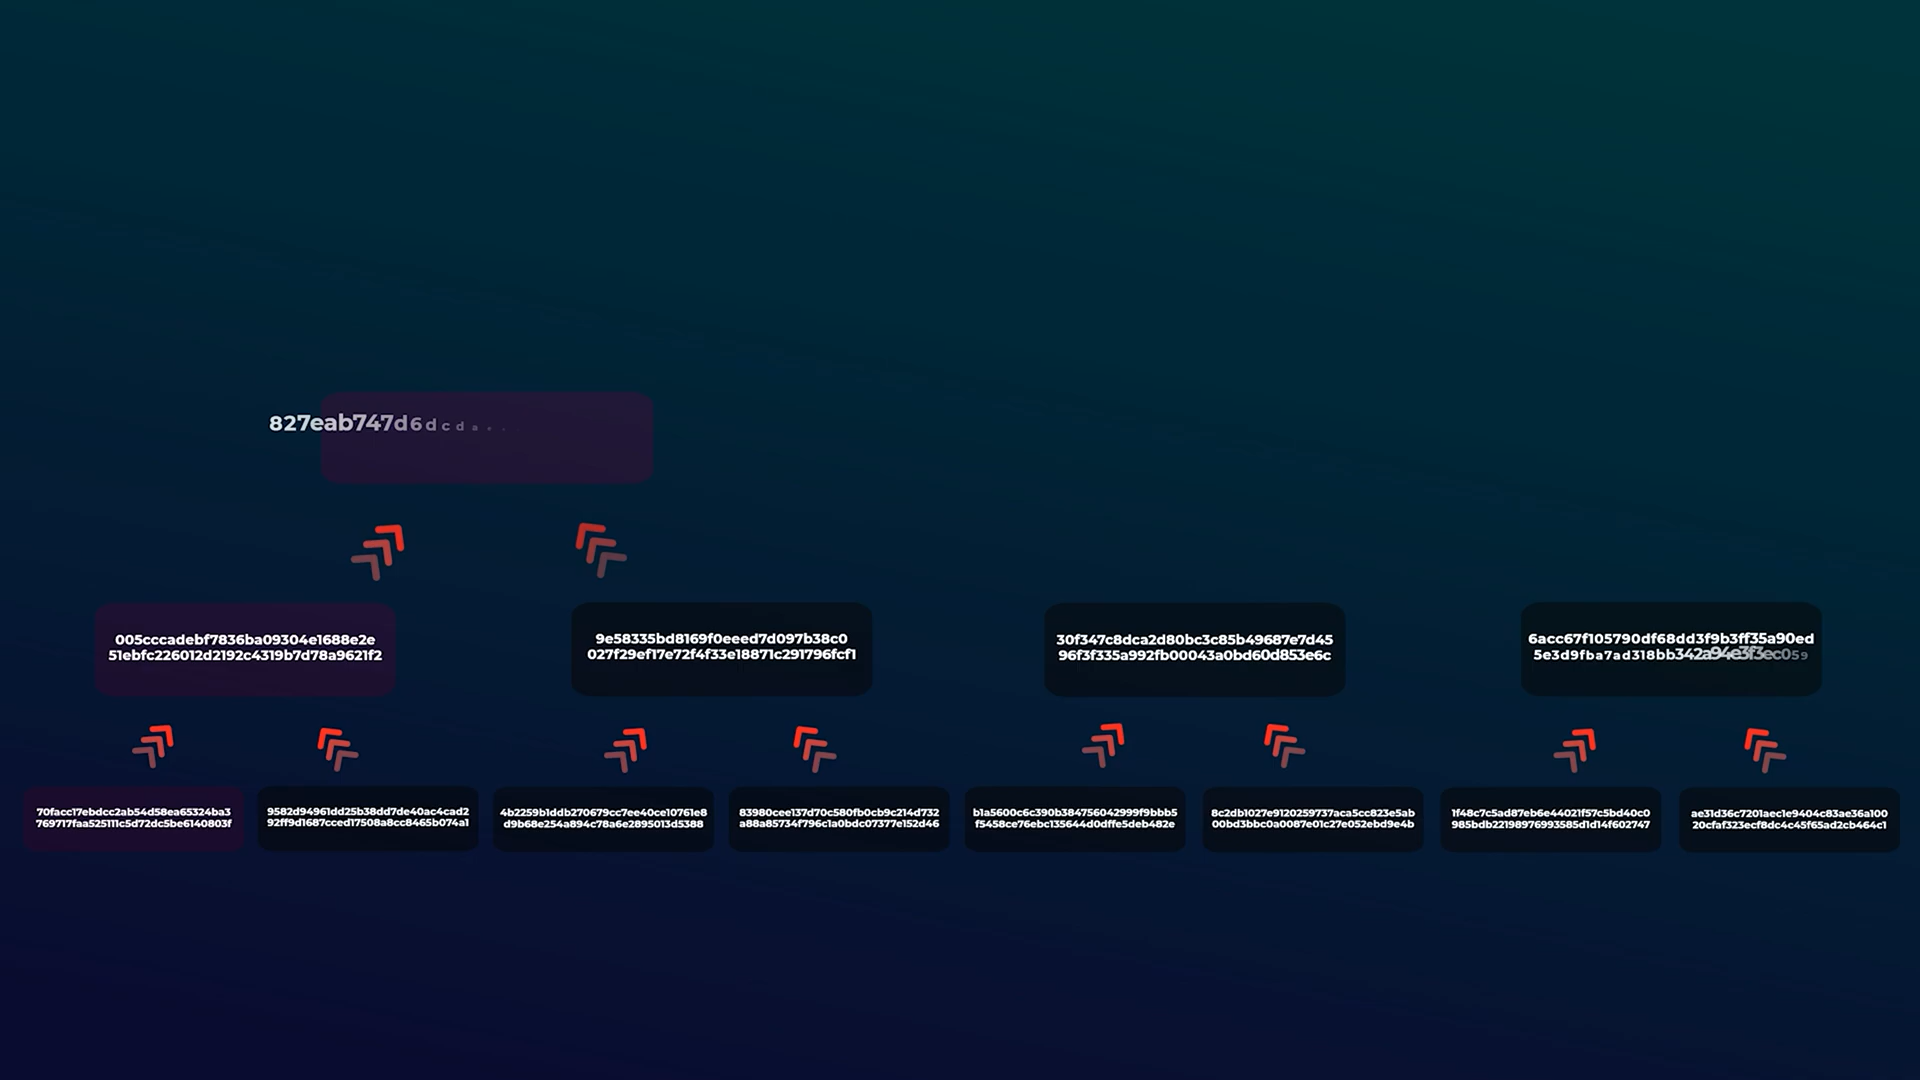 827eab747d6dcda
005cccadebf7836ba09304e1688e2e
51ebfc226012d2192c4319b7d78a9621f2
9e58335bd8169f0eeed7d097b38c0
027f29ef17e72f4f33e18871c291796fcf1
30f347c8dca2d80bc3c85b49687e7d45
96f3f335a992fb00043a0bd60d853e6c
6acc67f105790df68dd3f9b3ff35a90ed
5e3d9fba7ad318bb342a94e3f3ec059
70facc17ebdcc2ab54d58ea65324ba3
769717faa525111c5d72dc5be6140803f
9582d94961dd25b38dd7de40ac4cad2
92ff9d1687cced17508a8cc8465b074a1
4b2259b1ddb270679cc7ee40ce10761e8
d9b68e254a894c78a6e2895013d5388
83980cee137d70c580fb0cb9c214d732
a88a85734f796c1a0bdc07377e152d46
b1a5600c6c390b384756042999f9bbb5
f5458ce76ebc135644d0dffe5deb482e
8c2db1027e9120259737aca5cc823e5ab
00bd3bbc0a0087e01c27e052ebd9e4b
1f48c7c5ad87eb6e44021f57c5bd40c0
985bdb22198976993585d1d14f602747
ae31d36c7201aec1e9404c83ae36a100
20cfaf323ecf8dc4c45f65ad2cb464c1